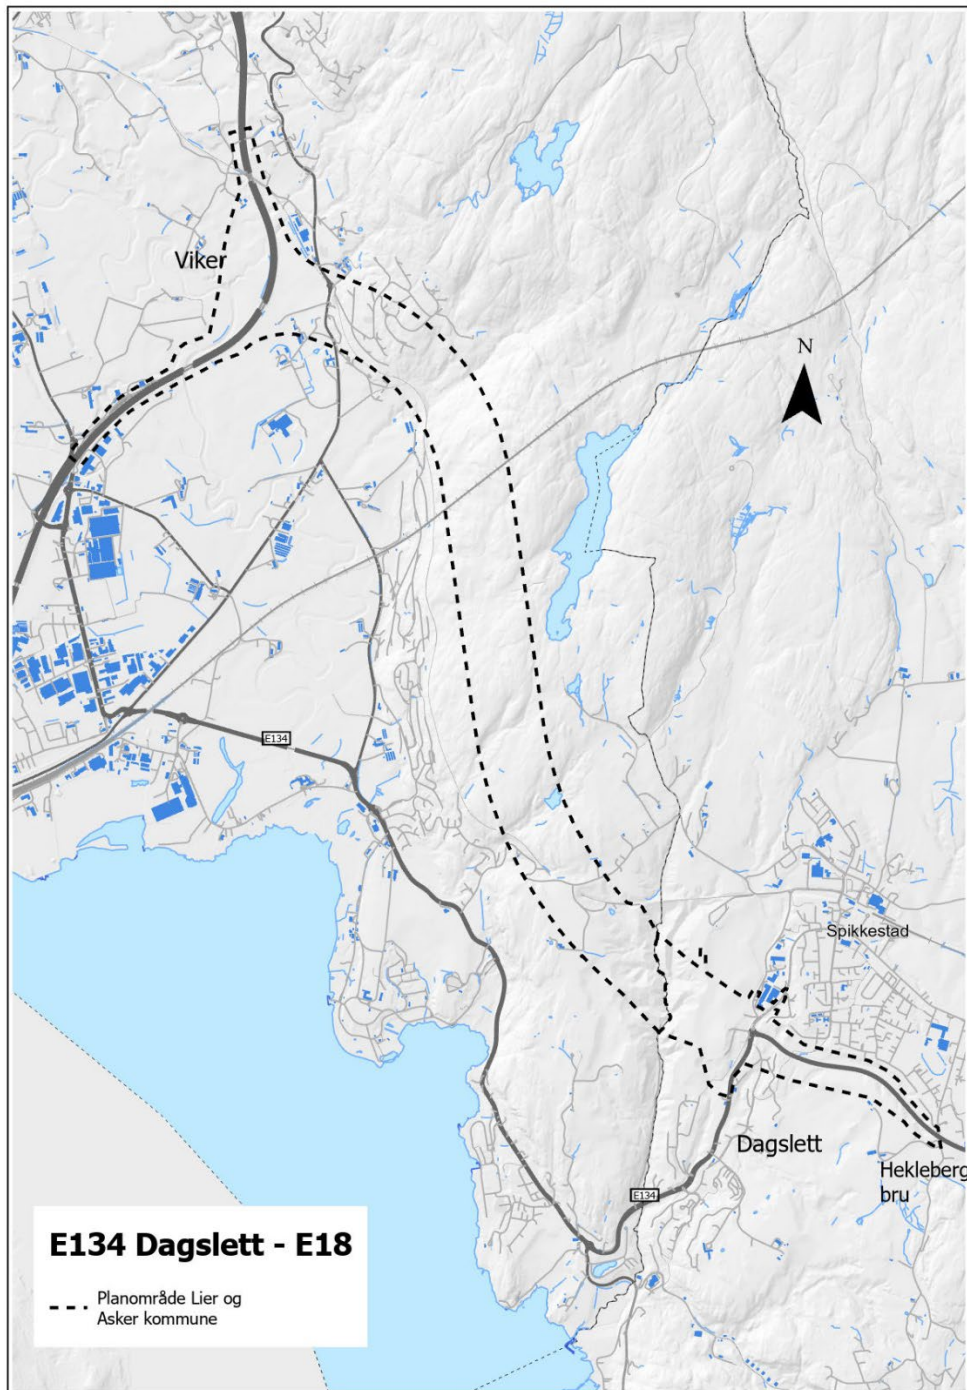 Viker
N
E134
Spikkestad
Dagslett
Hekleberg
bru
E134
E134 Dagslett - E18
Planområde Lier og
Asker kommune